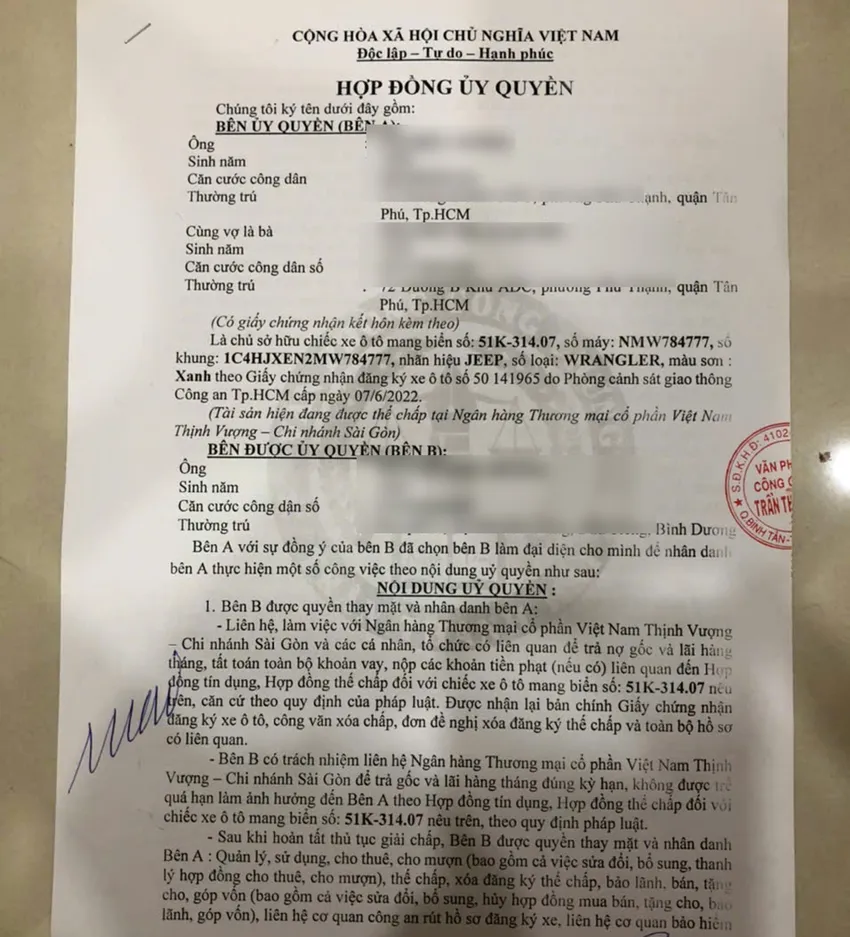 CỘNG HÒA XÃ HỘI CHỦ NGHĨA VIỆT NAM
Độc lập – Tự do – Hạnh phúc
HỢP ĐỒNG ỦY QUYỀN
Chúng tôi ký tên dưới đây gồm:
BÊN ỦY QUYỀN (BÊN A):
Ông :
Sinh năm
Căn cước công dân
Thường trú quận Tân
Phú, Tp.HCM
Cùng vợ là bà
Sinh năm
Căn cước công dân số
Thường trú : 72 Đường B Khu ADC, phường Phú Thạnh, quận Tân
Phú, Tp.HCM
(Có giấy chứng nhận kết hôn kèm theo)
Là chủ sở hữu chiếc xe ô tô mang biển số: 51K-314.07, số máy: NMW784777, số
khung: 1C4HJXEN2MW784777, nhãn hiệu JEEP, số loại: WRANGLER, màu sơn :
Xanh theo Giấy chứng nhận đăng ký xe ô tô số 50 141965 do Phòng cảnh sát giao thông
Công an Tp.HCM cấp ngày 07/6/2022.
(Tài sản hiện đang được thế chấp tại Ngân hàng Thương mại cổ phần Việt Nam
Thịnh Vượng – Chi nhánh Sài Gòn)
BÊN ĐƯỢC ỦY QUYỀN (BÊN B):
Ông
Sinh năm
Căn cước công dân số
Thường trú Bình Dương
S.Đ.K.H.Đ: 4102
VĂN PH
CÔNG C
TRẦN TH
Q.BÌNH TÂN-T
Bên A với sự đồng ý của bên B đã chọn bên B làm đại diện cho mình để nhân danh
bên A thực hiện một số công việc theo nội dung uỷ quyền như sau:
NỘI DUNG UỶ QUYỀN :
1. Bên B được quyền thay mặt và nhân danh bên A:
- Liên hệ, làm việc với Ngân hàng Thương mại cổ phần Việt Nam Thịnh Vượng
– Chi nhánh Sài Gòn và các cá nhân, tổ chức có liên quan để trả nợ gốc và lãi hàng
tháng, tất toán toàn bộ khoản vay, nộp các khoản tiền phạt (nếu có) liên quan đến Hợp
đồng tín dụng, Hợp đồng thế chấp đối với chiếc xe ô tô mang biển số: 51K-314.07 nêu
trên, căn cứ theo quy định của pháp luật. Được nhận lại bản chính Giấy chứng nhận
đăng ký xe ô tô, công văn xóa chấp, đơn đề nghị xóa đăng ký thế chấp và toàn bộ hồ sơ
có liên quan.
- Bên B có trách nhiệm liên hệ Ngân hàng Thương mại cổ phần Việt Nam Thịnh
Vượng – Chi nhánh Sài Gòn để trả gốc và lãi hàng tháng đúng kỳ hạn, không được trễ
quá hạn làm ảnh hưởng đến Bên A theo Hợp đồng tín dụng, Hợp đồng thế chấp đối với
chiếc xe ô tô mang biển số: 51K-314.07 nêu trên, theo quy định pháp luật.
- Sau khi hoàn tất thủ tục giải chấp, Bên B được quyền thay mặt và nhân danh
Bên A : Quản lý, sử dụng, cho thuê, cho mượn (bao gồm cả việc sửa đổi, bổ sung, thanh
lý hợp đồng cho thuê, cho mượn), thế chấp, xóa đăng ký thế chấp, bảo lãnh, bán, tặng
cho, góp vốn (bao gồm cả việc sửa đổi, bổ sung, hủy hợp đồng mua bán, tặng cho, bảo
lãnh, góp vốn), liên hệ cơ quan công an rút hồ sơ đăng ký xe, liên hệ cơ quan bảo hiểm